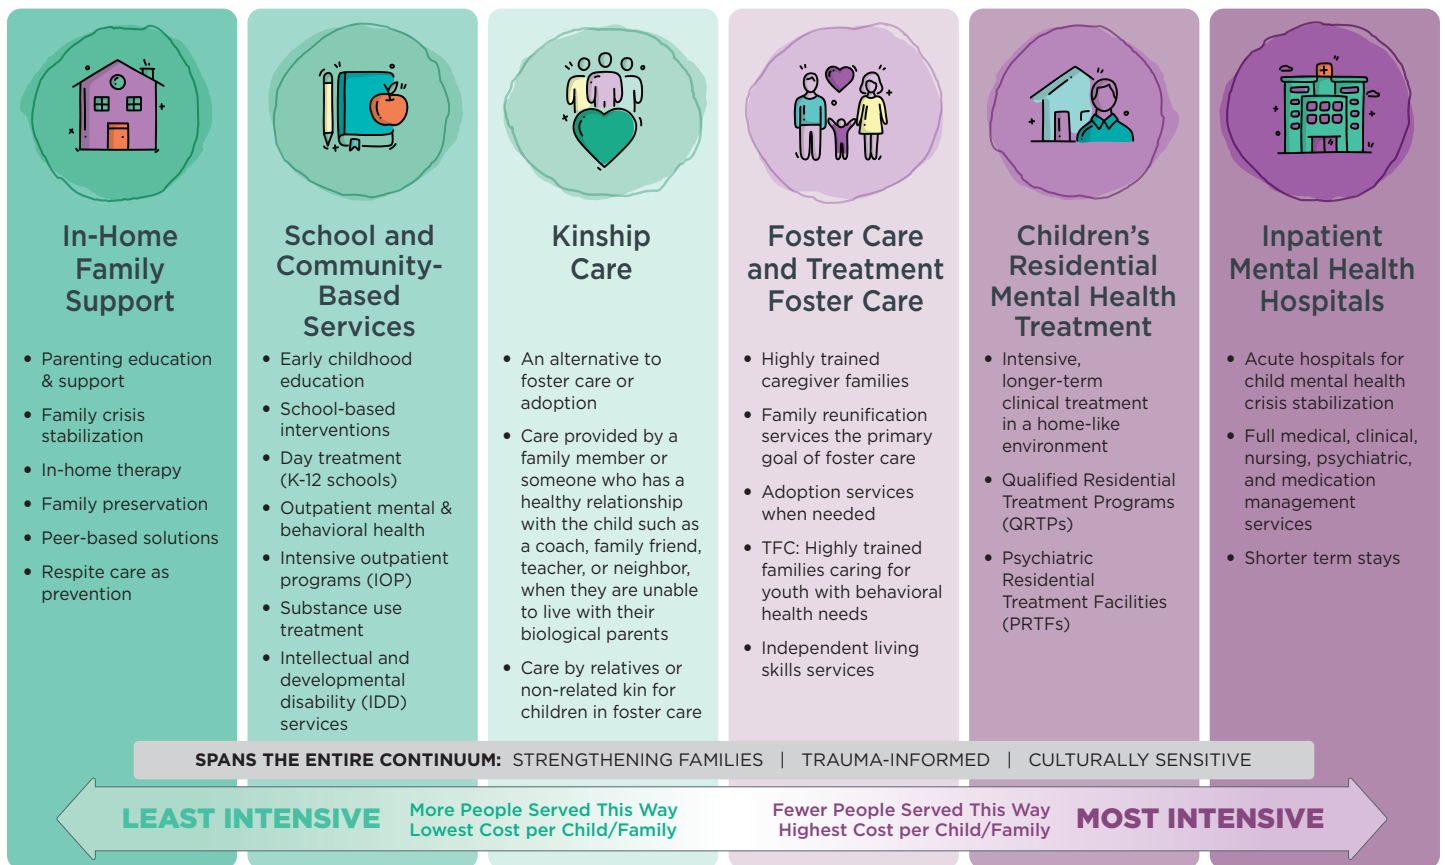 In-Home
Family
Support
• Parenting education
& support
• Family crisis
stabilization
• In-home therapy
• Family preservation
• Peer-based solutions
• Respite care as
prevention
School and
Community-
Based
Services
• Early childhood
education
• School-based
interventions
• Day treatment
(K-12 schools)
• Outpatient mental &
behavioral health
• Intensive outpatient
programs (IOP)
• Substance use
treatment
• Intellectual and
developmental
disability (IDD)
services
Kinship
Care
• An alternative to
foster care or
adoption
• Care provided by a
family member or
someone who has a
healthy relationship
with the child such as
a coach, family friend,
teacher, or neighbor,
when they are unable
to live with their
biological parents
• Care by relatives or
non-related kin for
children in foster care
Foster Care
and Treatment
Foster Care
• Highly trained
caregiver families
• Family reunification
services the primary
goal of foster care
• Adoption services
when needed
• TFC: Highly trained
families caring for
youth with behavioral
health needs
• Independent living
skills services
Children's
Residential
Mental Health
Treatment
• Intensive,
longer-term
clinical treatment
in a home-like
environment
• Qualified Residential
Treatment Programs
(QRTPs)
• Psychiatric
Residential
Treatment Facilities
(PRTFs)
Inpatient
Mental Health
Hospitals
• Acute hospitals for
child mental health
crisis stabilization
• Full medical, clinical,
nursing, psychiatric,
and medication
management
services
• Shorter term stays
SPANS THE ENTIRE CONTINUUM: STRENGTHENING FAMILIES | TRAUMA-INFORMED | CULTURALLY SENSITIVE
LEAST INTENSIVE
More People Served This Way
Lowest Cost per Child/Family
Fewer People Served This Way
Highest Cost per Child/Family
MOST INTENSIVE